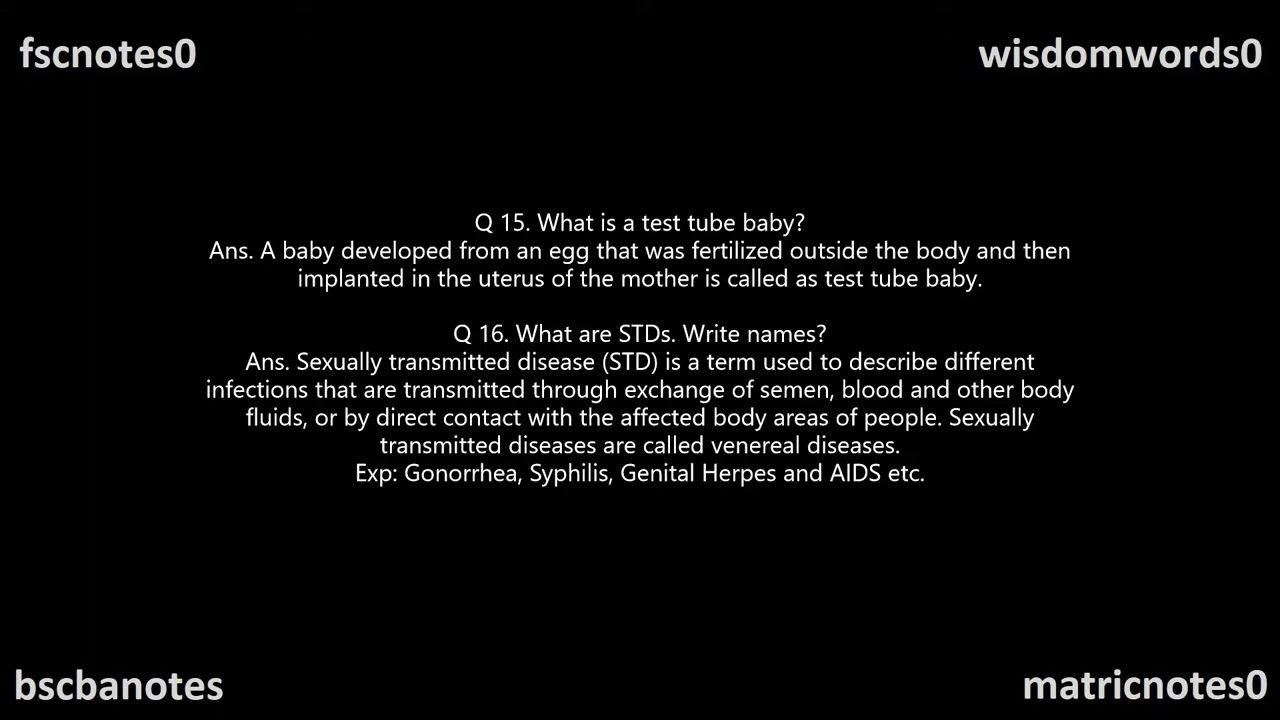 fscnotes0
wisdomwords0
Q 15. What is a test tube baby?
Ans. A baby developed from an egg that was fertilized outside the body and then
implanted in the uterus of the mother is called as test tube baby.
Q 16. What are STDs. Write names?
Ans. Sexually transmitted disease (STD) is a term used to describe different
infections that are transmitted through exchange of semen, blood and other body
fluids, or by direct contact with the affected body areas of people. Sexually
transmitted diseases are called venereal diseases.
Exp: Gonorrhea, Syphilis, Genital Herpes and AIDS etc.
bscbanotes
matricnotes0